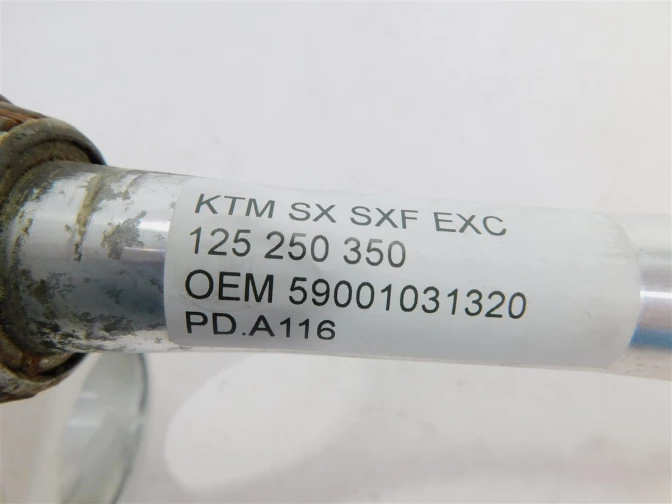 KTM SX SXF EXC
125 250 350
OEM 59001031320
PD.A116